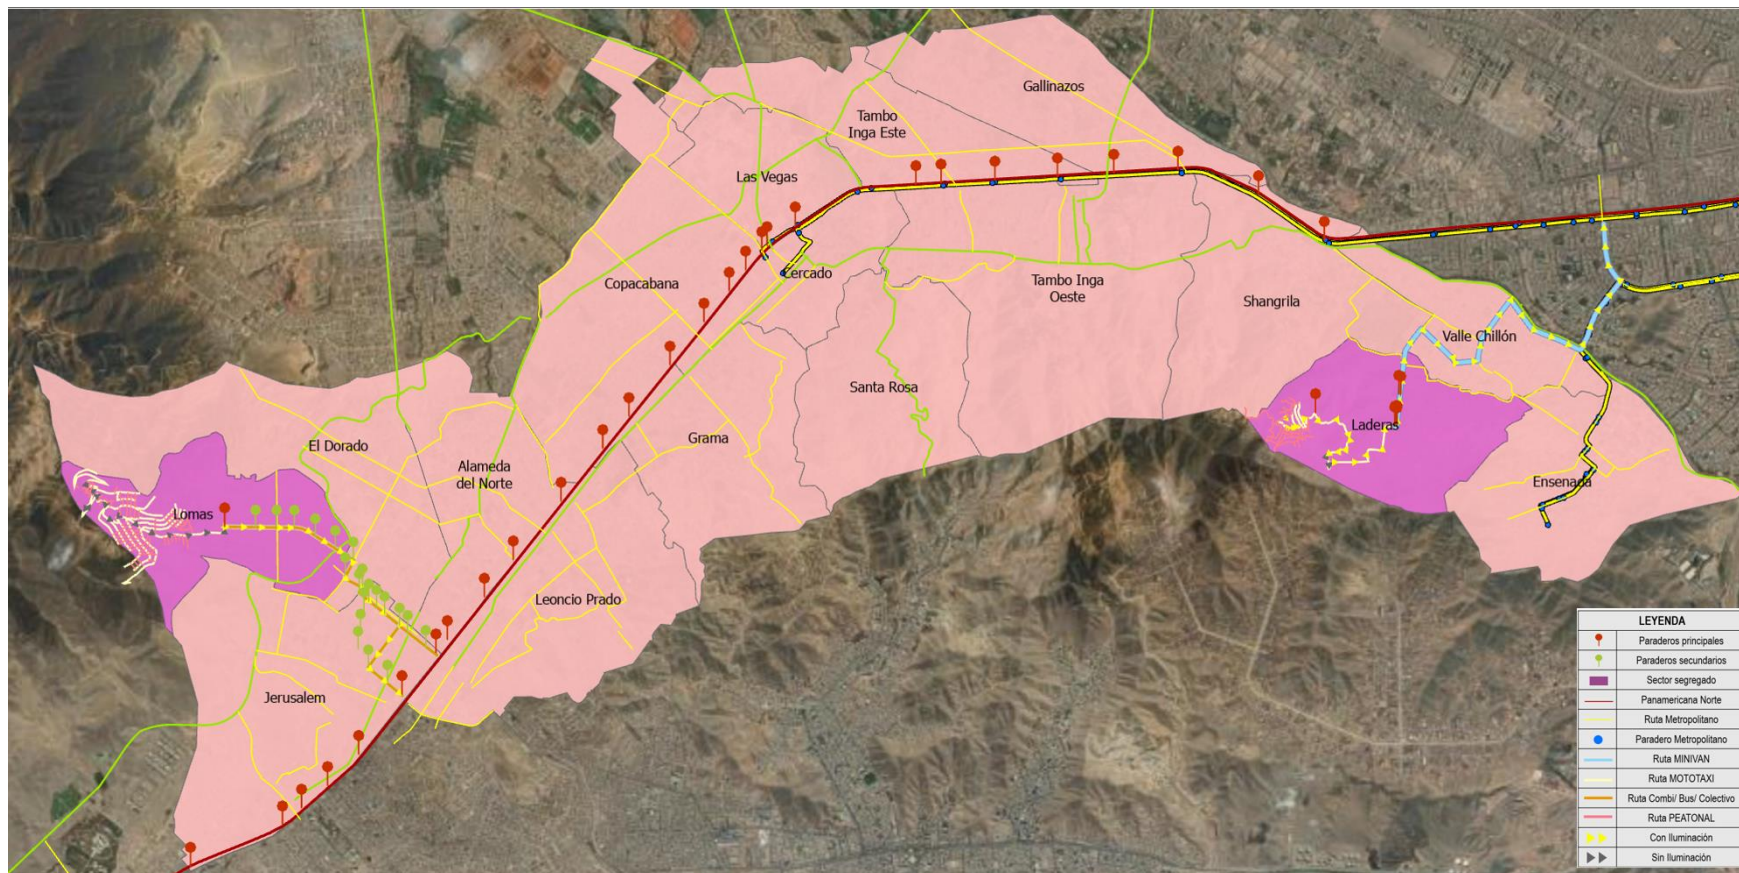 Gallinazos
Tambo
Inga Este
Las Vegas
Cercado
Copacabana
Tambo Inga
Oeste
Shangrila
Valle Chillón
Santa Rosa
Laderas
Grama
El Dorado
Alameda
del Norte
Ensenada
Lomas
Leoncio Prado
Jerusalem
LEYENDA
Paraderos principales
Paraderos secundarios
Sector segregado
Panamericana Norte
Ruta Metropolitano
Paradero Metropolitano
Ruta MINIVAN
Ruta MOTOTAXI
Ruta Combi/ Bus/ Colectivo
Ruta PEATONAL
Con Iluminación
Sin Iluminación